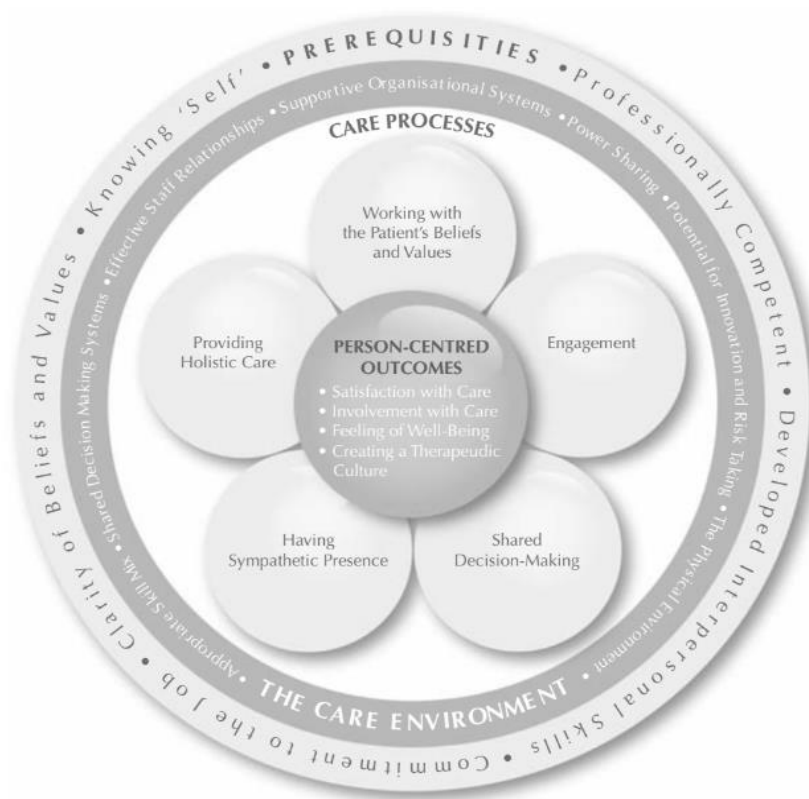 • PREREQUISITIES • Professionally Competent • Developed Interpersonal Skills • Commitment to the Job • Clarity of Beliefs and Values • Knowing 'Self'
• Supportive Organisational Systems • Power Sharing • Potential for Innovation and Risk Taking • The Physical Environment
• THE CARE ENVIRONMENT • Appropriate Skill Mix • Shared Decision Making Systems • Effective Staff Relationships
CARE PROCESSES
Working with
the Patient's Beliefs
and Values
Providing
Holistic Care
Engagement
PERSON-CENTRED
OUTCOMES
• Satisfaction with Care
• Involvement with Care
• Feeling of Well-Being
• Creating a Therapeudic
Culture
Having
Sympathetic Presence
Shared
Decision-Making